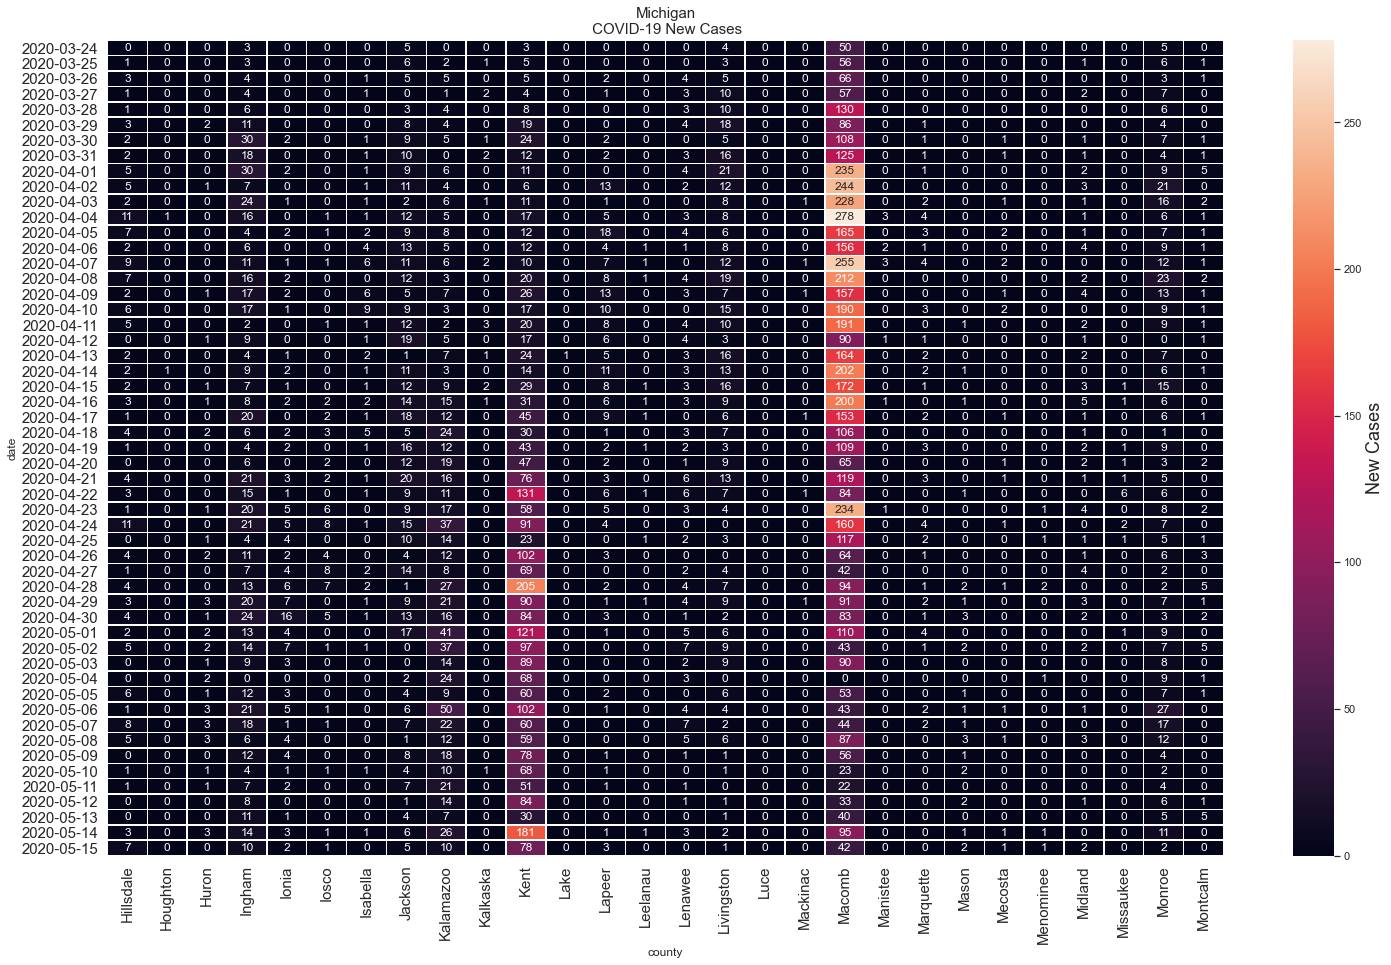 Michigan
COVID-19 New Cases
2020-03-24 0 0 0 3 0 0 0 5 0 0 3 0 0 0 0 4 0 0 50 0 0 0 0 0 0 0 5 0
2020-03-25 1 0 0 3 0 0 0 6 2 1 5 0 0 0 0 3 0 0 56 0 0 0 0 0 1 0 6 1
2020-03-26 3 0 0 4 0 0 1 5 5 0 5 0 2 0 4 5 0 0 66 0 0 0 0 0 0 0 3 1
2020-03-27 1 0 0 4 0 0 1 0 1 2 4 0 1 0 3 10 0 0 57 0 0 0 0 0 2 0 7 0
2020-03-28 1 0 0 6 0 0 0 3 4 0 8 0 0 0 3 10 0 0 130 0 0 0 0 0 0 0 6 0
2020-03-29 3 0 2 11 0 0 0 8 4 0 19 0 0 0 4 18 0 0 86 0 1 0 0 0 0 0 4 0
2020-03-30 2 0 0 30 2 0 1 9 5 1 24 0 2 0 0 5 0 0 108 0 1 0 1 0 1 0 7 1
2020-03-31 2 0 0 18 0 0 1 10 0 2 12 0 2 0 3 16 0 0 125 0 1 0 1 0 1 0 4 1
2020-04-01 5 0 0 30 2 0 1 9 6 0 11 0 0 0 4 21 0 0 235 0 1 0 0 0 2 0 9 5
2020-04-02 5 0 1 7 0 0 1 11 4 0 6 0 13 0 2 12 0 0 244 0 0 0 0 0 3 0 21 0
2020-04-03 2 0 0 24 1 0 1 2 6 1 11 0 1 0 0 8 0 1 228 0 2 0 1 0 1 0 16 2
2020-04-04 11 1 0 16 0 1 1 12 5 0 17 0 5 0 3 8 0 0 278 3 4 0 0 0 1 0 6 1
2020-04-05 7 0 0 4 2 1 2 9 8 0 12 0 18 0 4 6 0 0 165 0 3 0 2 0 1 0 7 1
2020-04-06 2 0 0 6 0 0 4 13 5 0 12 0 4 1 1 8 0 0 156 2 1 0 0 0 4 0 9 1
2020-04-07 9 0 0 11 1 1 6 11 6 2 10 0 7 1 0 12 0 1 255 3 4 0 2 0 0 0 12 1
2020-04-08 7 0 0 16 2 0 0 12 3 0 20 0 8 1 4 19 0 0 212 0 0 0 0 0 2 0 23 2
2020-04-09 2 0 1 17 2 0 6 5 7 0 26 0 13 0 3 7 0 1 157 0 0 0 1 0 4 0 13 1
2020-04-10 6 0 0 17 1 0 9 9 3 0 17 0 10 0 0 15 0 0 190 0 3 0 2 0 0 0 9 1
2020-04-11 5 0 0 2 0 1 1 12 2 3 20 0 8 0 4 10 0 0 191 0 0 1 0 0 2 0 9 1
2020-04-12 0 0 1 9 0 0 1 19 5 0 17 0 6 0 4 3 0 0 90 1 1 0 0 0 1 0 0 1
2020-04-13 2 0 0 4 1 0 2 1 7 1 24 1 5 0 3 16 0 0 164 0 2 0 0 0 2 0 7 0
2020-04-14 2 1 0 9 2 0 1 11 3 0 14 0 11 0 3 13 0 0 202 0 2 1 0 0 0 0 6 1
2020-04-15 2 0 1 7 1 0 1 12 9 2 29 0 8 1 3 16 0 0 172 0 1 0 0 0 3 1 15 0
2020-04-16 3 0 1 8 2 2 2 14 15 1 31 0 6 1 3 9 0 0 200 1 0 1 0 0 5 1 6 0
2020-04-17 1 0 0 20 0 2 1 18 12 0 45 0 9 1 0 6 0 1 153 0 2 0 1 0 1 0 6 1
2020-04-18 4 0 2 6 2 3 5 5 24 0 30 0 1 0 3 7 0 0 106 0 0 0 0 0 1 0 1 0
2020-04-19 1 0 0 4 2 0 1 16 12 0 43 0 2 1 2 3 0 0 109 0 3 0 0 0 2 1 9 0
2020-04-20 0 0 0 6 0 2 0 12 19 0 47 0 2 0 1 9 0 0 65 0 0 0 1 0 2 1 3 2
2020-04-21 4 0 0 21 3 2 1 20 16 0 76 0 3 0 6 13 0 0 119 0 3 0 1 0 1 1 5 0
2020-04-22 3 0 0 15 1 0 1 9 11 0 131 0 6 1 6 7 0 1 84 0 0 1 0 0 0 6 6 0
2020-04-23 1 0 1 20 5 6 0 9 17 0 58 0 5 0 3 4 0 0 234 1 0 0 0 1 4 0 8 2
2020-04-24 11 0 0 21 5 8 1 15 37 0 91 0 4 0 0 0 0 0 160 0 4 0 1 0 0 2 7 0
2020-04-25 0 0 1 4 4 0 0 10 14 0 23 0 0 1 2 3 0 0 117 0 2 0 0 1 1 1 5 1
2020-04-26 4 0 2 11 2 4 0 4 12 0 102 0 3 0 0 0 0 0 64 0 1 0 0 0 1 0 6 3
2020-04-27 1 0 0 7 4 8 2 14 8 0 69 0 0 0 2 4 0 0 42 0 0 0 0 0 4 0 2 0
2020-04-28 4 0 0 13 6 7 2 1 27 0 205 0 2 0 4 7 0 0 94 0 1 0 1 2 0 0 2 5
2020-04-29 3 0 3 20 7 0 1 9 21 0 90 0 1 1 4 9 0 1 91 0 2 1 0 0 3 0 7 1
2020-04-30 4 0 1 24 16 5 1 13 16 0 84 0 3 0 1 2 0 0 83 0 1 3 0 0 2 0 3 2
2020-05-01 2 0 2 13 4 0 0 17 41 0 121 0 1 0 5 6 0 0 110 0 4 0 0 0 0 1 9 0
2020-05-02 5 0 2 14 7 1 1 0 37 0 97 0 0 0 7 9 0 0 43 0 1 2 0 0 2 0 7 5
2020-05-03 0 0 1 9 3 0 0 0 14 0 89 0 0 0 2 9 0 0 90 0 0 0 0 0 0 0 8 0
2020-05-04 0 0 2 0 0 0 0 2 24 0 68 0 0 0 3 0 0 0 0 0 0 0 0 1 0 0 9 1
2020-05-05 6 0 1 12 3 0 0 4 9 0 60 0 2 0 0 6 0 0 53 0 0 1 0 0 0 0 7 1
2020-05-06 1 0 3 21 5 1 0 6 50 0 102 0 1 0 4 4 0 0 43 0 2 1 1 0 1 0 27 0
2020-05-07 8 0 3 18 1 1 0 7 22 0 60 0 0 0 7 2 0 0 44 0 2 1 0 0 0 0 17 0
2020-05-08 5 0 3 6 4 0 0 1 12 0 59 0 0 0 5 6 0 0 87 0 0 3 1 0 3 0 12 0
2020-05-09 0 0 0 12 4 0 0 8 18 0 78 0 1 0 1 1 0 0 56 0 0 1 0 0 0 0 4 0
2020-05-10 1 0 1 4 1 1 1 4 10 1 68 0 1 0 0 1 0 0 23 0 0 2 0 0 0 0 2 0
2020-05-11 1 0 1 7 2 0 0 7 21 0 51 0 1 0 1 0 0 0 22 0 0 0 0 0 0 0 4 0
2020-05-12 0 0 0 8 0 0 0 1 14 0 84 0 0 0 1 1 0 0 33 0 0 2 0 0 1 0 6 1
2020-05-13 0 0 0 11 1 0 0 4 7 0 30 0 0 0 0 1 0 0 40 0 0 0 0 0 0 0 5 5
2020-05-14 3 0 3 14 3 1 1 6 26 0 181 0 1 1 3 2 0 0 95 0 0 1 1 1 0 0 11 0
2020-05-15 7 0 0 10 2 1 0 5 10 0 78 0 3 0 0 1 0 0 42 0 0 2 1 1 2 0 2 0
date
Hillsdale Houghton Huron Ingham Ionia Iosco Isabella Jackson Kalamazoo Kalkaska Kent Lake Lapeer Leelanau Lenawee Livingston Luce Mackinac Macomb Manistee Marquette Mason Mecosta Menominee Midland Missaukee Monroe Montcalm
county
250
200
150
100
50
0
New Cases